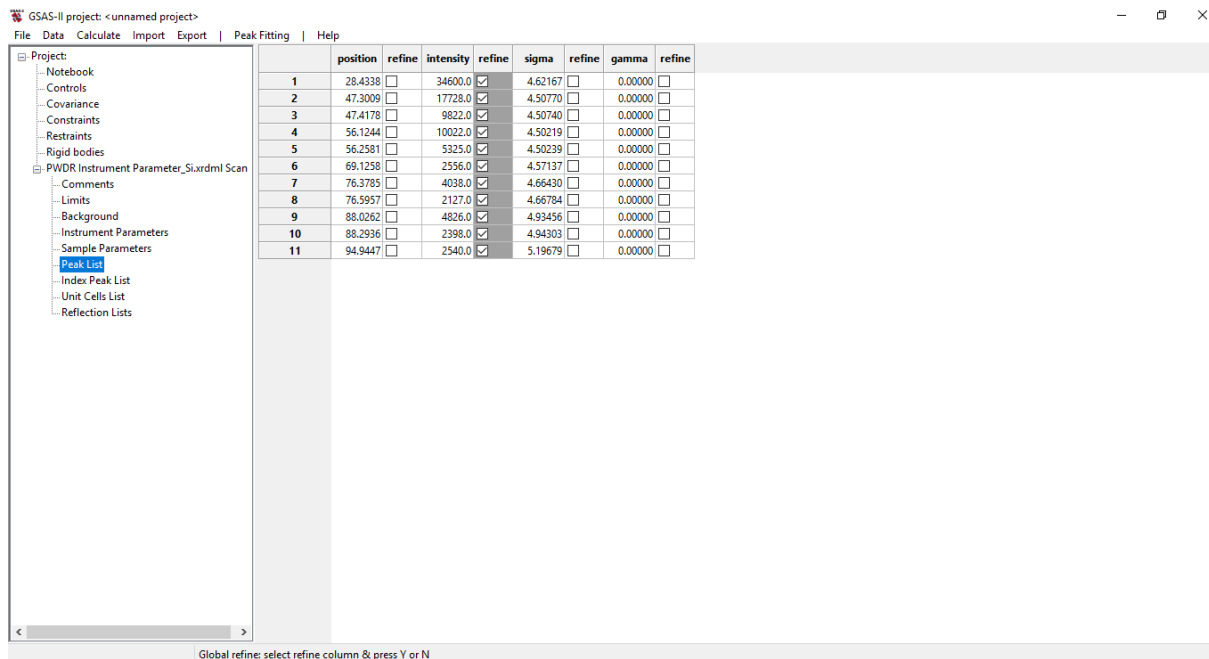 GSAS-II project: <unnamed project>
File Data Calculate Import Export | Peak Fitting | Help
Project:
Notebook
Controls
Covariance
Constraints
Restraints
Rigid bodies
PWDR Instrument Parameter_Si.xrdml Scan
Comments
Limits
Background
Instrument Parameters
Sample Parameters
Peak List
Index Peak List
Unit Cells List
Reflection Lists
position refine intensity refine sigma refine gamma refine
1 28.4338 34600.0 4.62167 0.00000
2 47.3009 17728.0 4.50770 0.00000
3 47.4178 9822.0 4.50740 0.00000
4 56.1244 10022.0 4.50219 0.00000
5 56.2581 5325.0 4.50239 0.00000
6 69.1258 2556.0 4.57137 0.00000
7 76.3785 4038.0 4.66430 0.00000
8 76.5957 2127.0 4.66784 0.00000
9 88.0262 4826.0 4.93456 0.00000
10 88.2936 2398.0 4.94303 0.00000
11 94.9447 2540.0 5.19679 0.00000
Global refine: select refine column & press Y or N